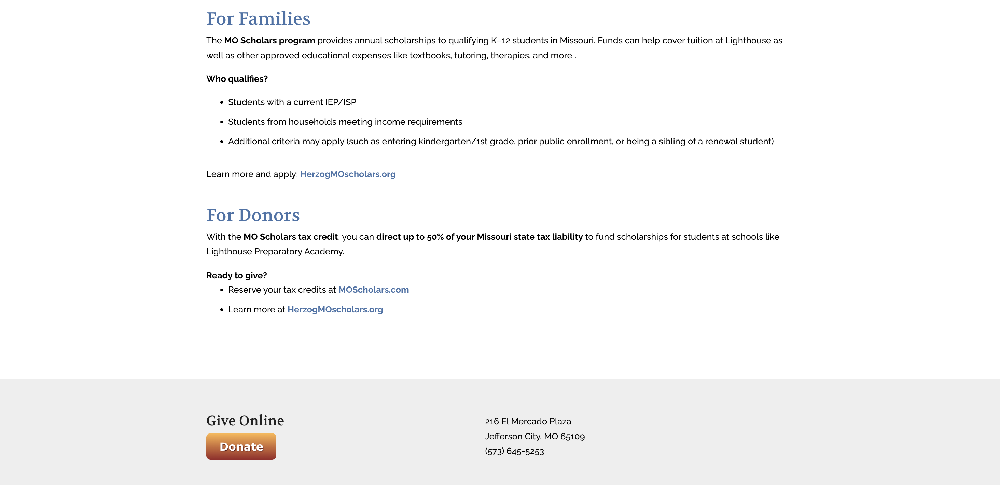 For Families
The MO Scholars program provides annual scholarships to qualifying K–12 students in Missouri. Funds can help cover tuition at Lighthouse as
well as other approved educational expenses like textbooks, tutoring, therapies, and more .
Who qualifies?
• Students with a current IEP/ISP
• Students from households meeting income requirements
• Additional criteria may apply (such as entering kindergarten/1st grade, prior public enrollment, or being a sibling of a renewal student)
Learn more and apply: HerzogMOscholars.org
For Donors
With the MO Scholars tax credit, you can direct up to 50% of your Missouri state tax liability to fund scholarships for students at schools like
Lighthouse Preparatory Academy.
Ready to give?
• Reserve your tax credits at MOScholars.com
• Learn more at HerzogMOscholars.org
Give Online
Donate
216 El Mercado Plaza
Jefferson City, MO 65109
(573) 645-5253